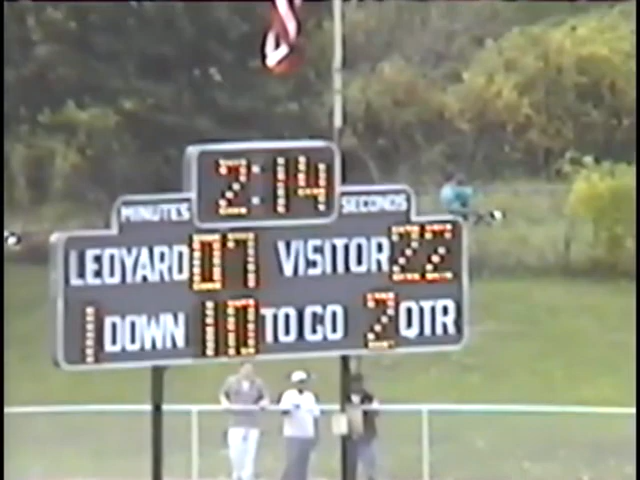 2:14
MINUTES SECONDS
LEDYARD 07 VISITOR 22
1 DOWN 10 TO GO 2 QTR